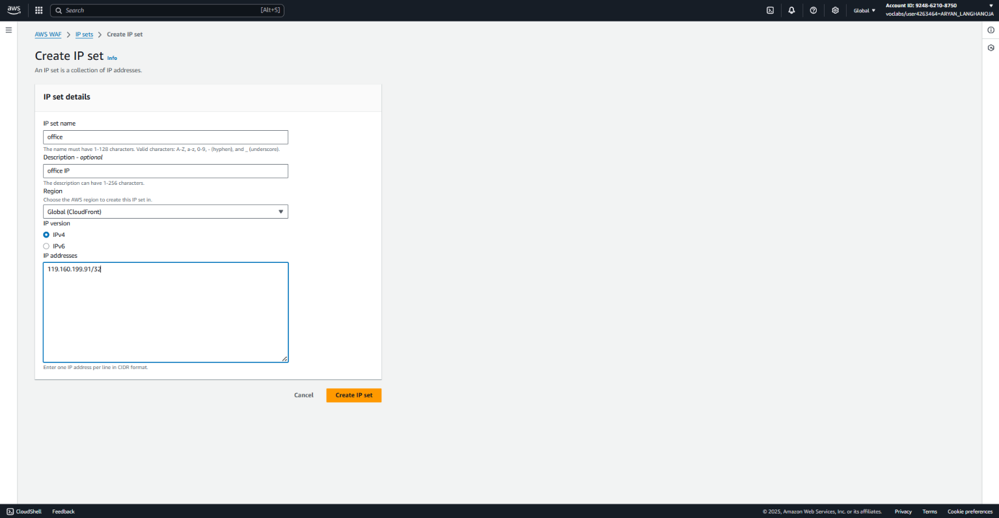 aws
Search [Alt+S]
Global
Account ID: 9248-6210-8750
voclabs/user4263464=ARYAN_LANGHANOJA
AWS WAF > IP sets > Create IP set
Create IP set Info
An IP set is a collection of IP addresses.
IP set details
IP set name
office
The name must have 1-128 characters. Valid characters: A-Z, a-z, 0-9, - (hyphen), and _ (underscore).
Description - optional
office IP
The description can have 1-256 characters.
Region
Choose the AWS region to create this IP set in.
Global (CloudFront)
IP version
IPv4
IPv6
IP addresses
119.160.199.91/32
Enter one IP address per line in CIDR format.
Cancel Create IP set
CloudShell Feedback © 2025, Amazon Web Services, Inc. or its affiliates. Privacy Terms Cookie preferences